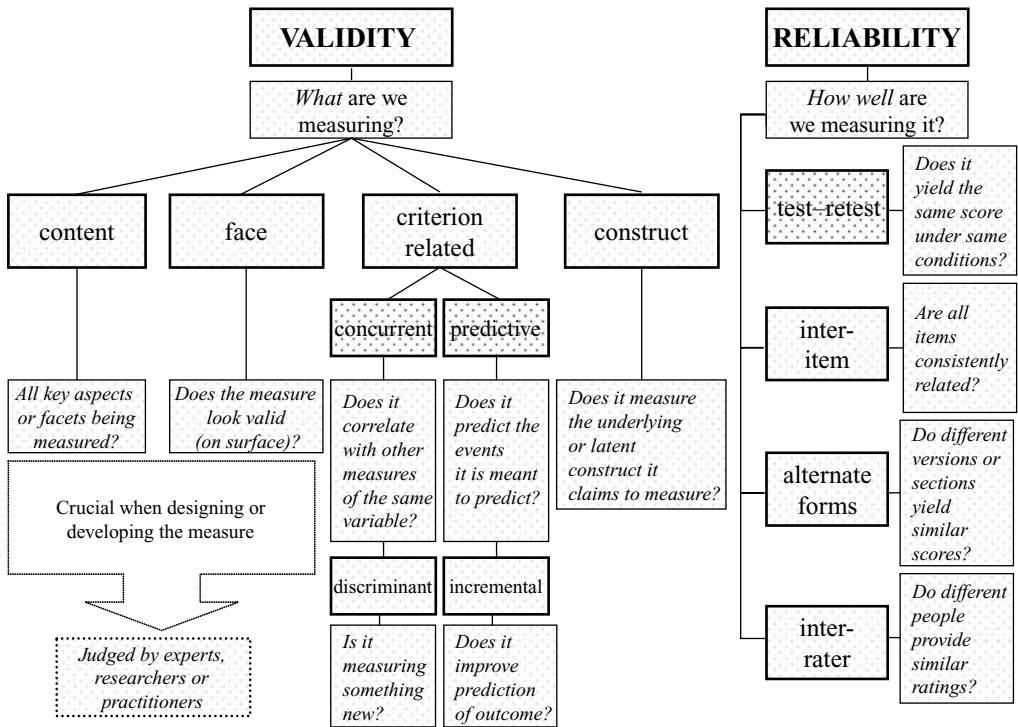 VALIDITY
What are we
measuring?
content
face
criterion
related
construct
concurrent
predictive
All key aspects
or facets being
measured?
Does the measure
look valid
(on surface)?
Does it
correlate
with other
measures
of the same
variable?
Does it
predict the
events
it is meant
to predict?
Does it measure
the underlying
or latent
construct it
claims to measure?
Crucial when designing or
developing the measure
Judged by experts,
researchers or
practitioners
discriminant
incremental
Is it
measuring
something
new?
Does it
improve
prediction
of outcome?
RELIABILITY
How well are
we measuring it?
test–retest
Does it
yield the
same score
under same
conditions?
inter-
item
Are all
items
consistently
related?
alternate
forms
Do different
versions or
sections
yield
similar
scores?
inter-
rater
Do different
people
provide
similar
ratings?